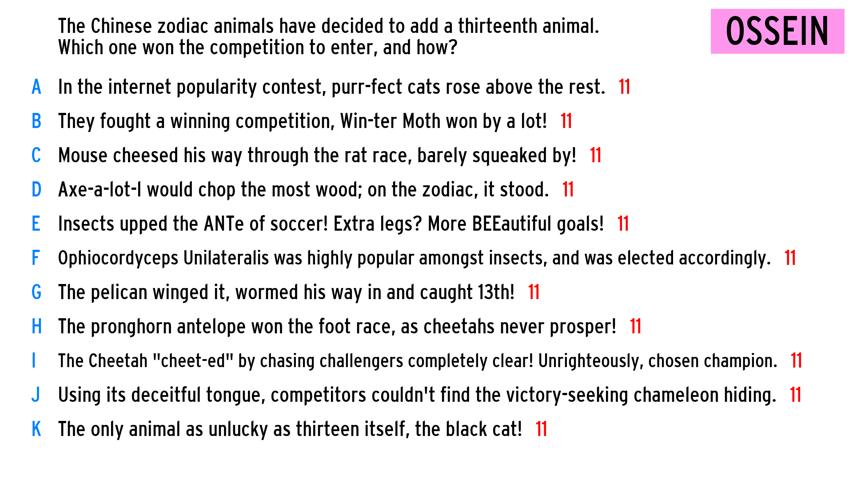 The Chinese zodiac animals have decided to add a thirteenth animal.
Which one won the competition to enter, and how?
OSSEIN
A In the internet popularity contest, purr-fect cats rose above the rest. 11
B They fought a winning competition, Win-ter Moth won by a lot! 11
C Mouse cheesed his way through the rat race, barely squeaked by! 11
D Axe-a-lot-l would chop the most wood; on the zodiac, it stood. 11
E Insects upped the ANTe of soccer! Extra legs? More BEEautiful goals! 11
F Ophiocordyceps Unilateralis was highly popular amongst insects, and was elected accordingly. 11
G The pelican winged it, wormed his way in and caught 13th! 11
H The pronghorn antelope won the foot race, as cheetahs never prosper! 11
I The Cheetah "cheet-ed" by chasing challengers completely clear! Unrighteously, chosen champion. 11
J Using its deceitful tongue, competitors couldn't find the victory-seeking chameleon hiding. 11
K The only animal as unlucky as thirteen itself, the black cat! 11